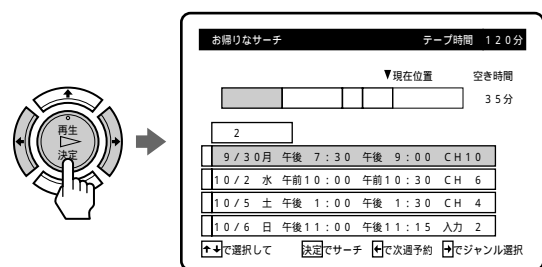 お帰りなサーチ テープ時間 120分
▼現在位置 空き時間
35分
再生
決定
2
9/30月 午後 7:30 午後 9:00 CH10
10/2 水 午前10:00 午前10:30 CH 6
10/5 土 午後 1:00 午後 1:30 CH 4
10/6 日 午後11:00 午後11:15 入力 2
↑↓で選択して 決定でサーチ ←で次週予約 →でジャンル選択